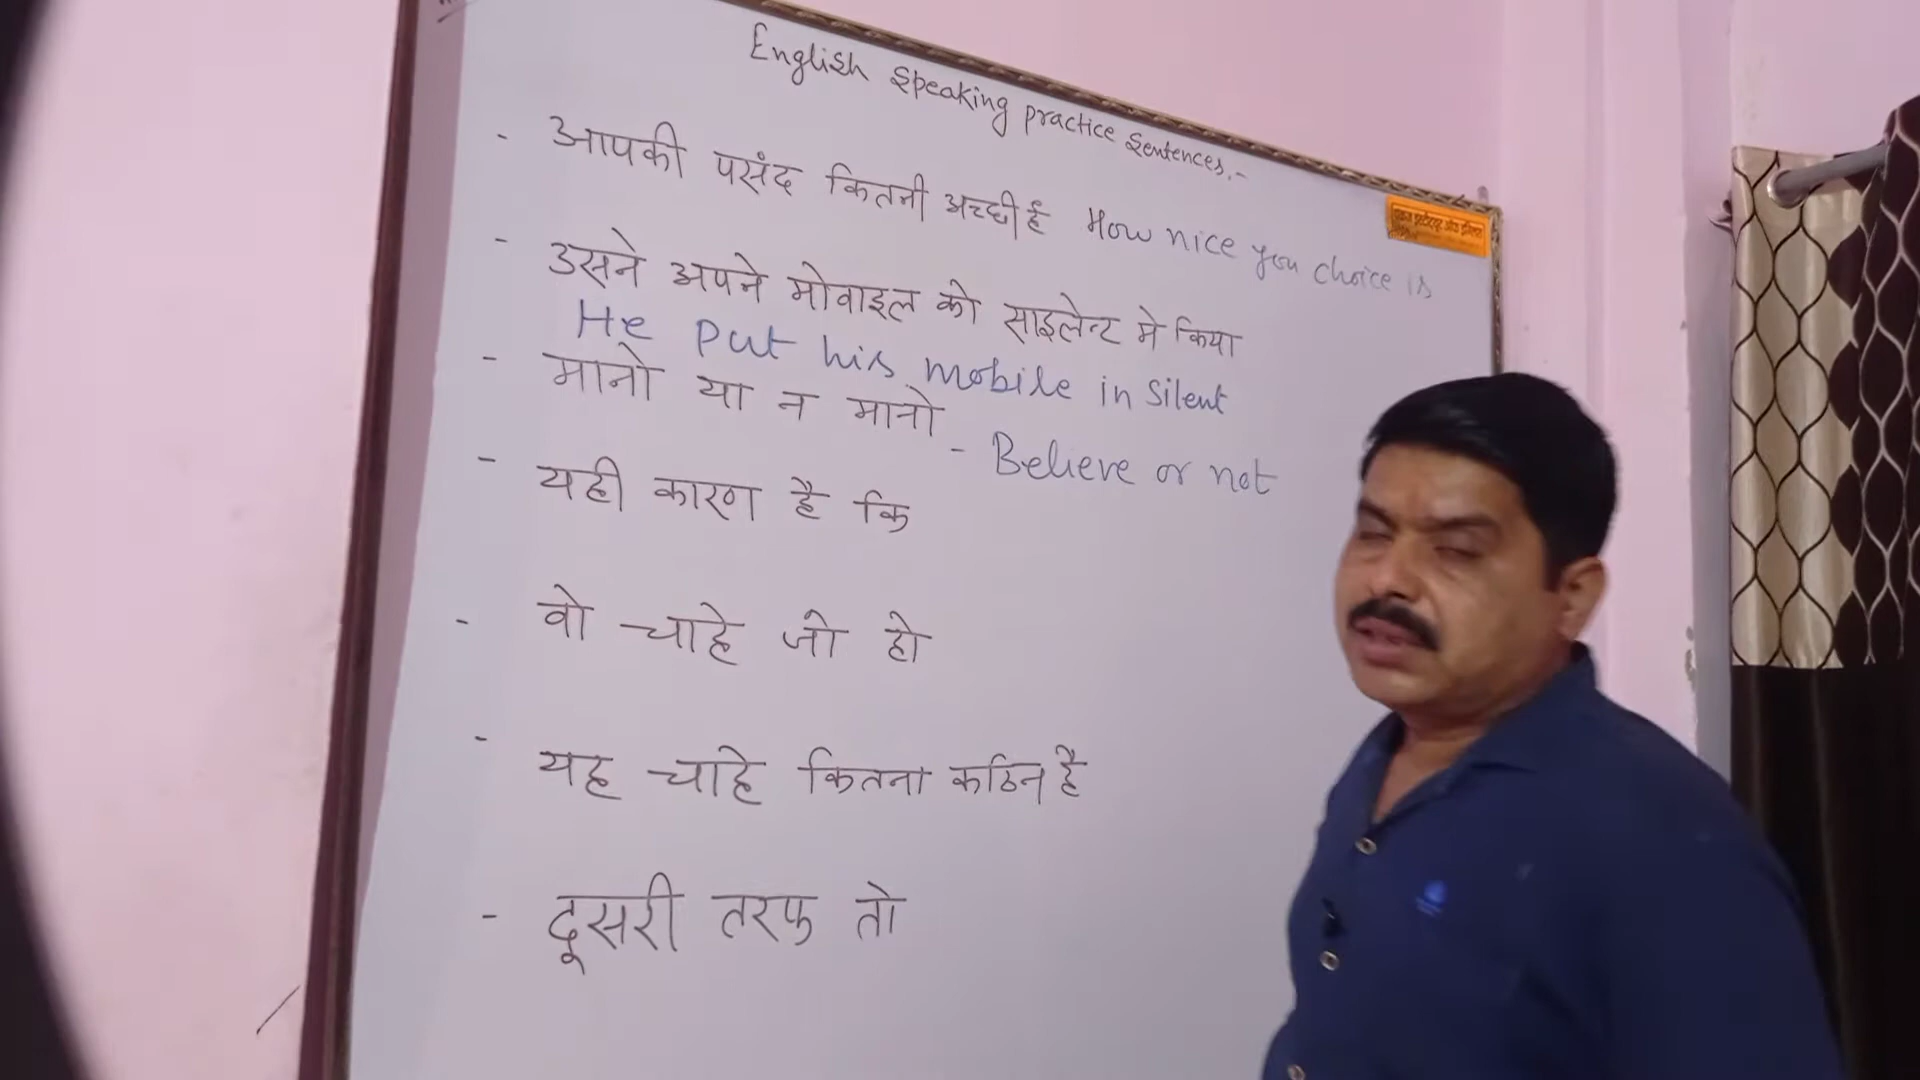 English Speaking practice Sentences.-
- आपकी पसंद कितनी अच्छी है How nice you choice is
- उसने अपने मोवाइल को साइलेन्ट मे किया
He put his mobile in Silent
- मानो या न मानो - Believe or not
- यही कारण है कि
- वो चाहे जो हो
- यह चाहे कितना कठिन है
- दूसरी तरफ तो